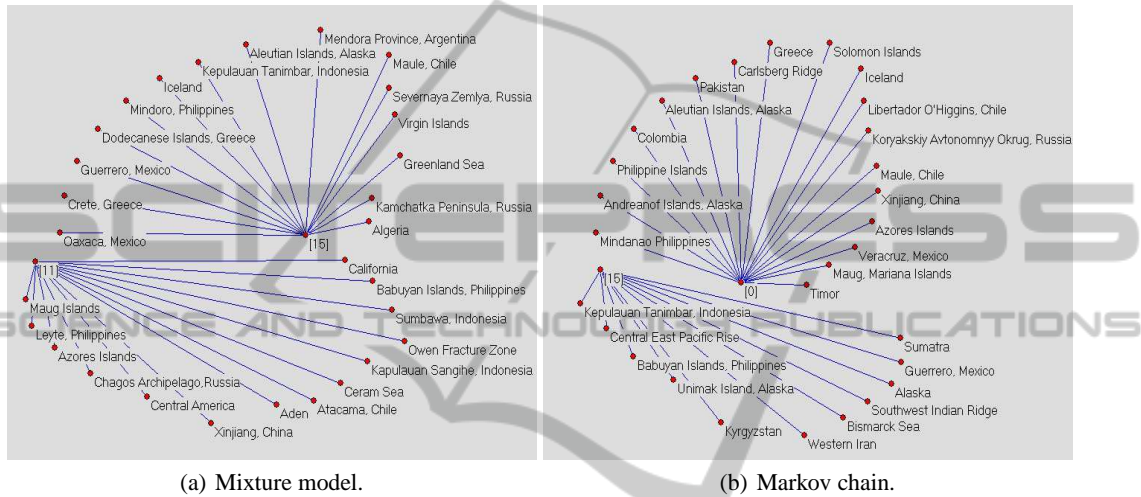 Mendora Province, Argentina
Aleutian Islands, Alaska
Maule, Chile
Kepulauan Tanimbar, Indonesia
Iceland
Severnaya Zemlya, Russia
Mindoro, Philippines
Virgin Islands
Dodecanese Islands, Greece
Greenland Sea
Guerrero, Mexico
Crete, Greece
Kamchatka Peninsula, Russia
Algeria
Oaxaca, Mexico
[15]
[11]
California
Babuyan Islands, Philippines
Maug Islands
Sumbawa, Indonesia
Leyte, Philippines
Owen Fracture Zone
Azores Islands
Kapulauan Sangihe, Indonesia
Chagos Archipelago,Russia
Ceram Sea
Central America
Aden
Atacama, Chile
Xinjiang, China
(a) Mixture model.
Greece
Solomon Islands
Carlsberg Ridge
Iceland
Pakistan
Aleutian Islands, Alaska
Libertador O'Higgins, Chile
Colombia
Koryakskiy Avtonomnyy Okrug, Russia
Philippine Islands
Maule, Chile
Andreanof Islands, Alaska
Xinjiang, China
Azores Islands
Mindanao Philippines
Veracruz, Mexico
Maug, Mariana Islands
[15]
[0]
Timor
Kepulauan Tanimbar, Indonesia
Central East Pacific Rise
Sumatra
Babuyan Islands, Philippines
Guerrero, Mexico
Unimak Island, Alaska
Alaska
Southwest Indian Ridge
Kyrgyzstan
Bismarck Sea
Western Iran
(b) Markov chain.
SCITEPRESS
SCIENCE AND TECHNOLOGY PUBLICATIONS